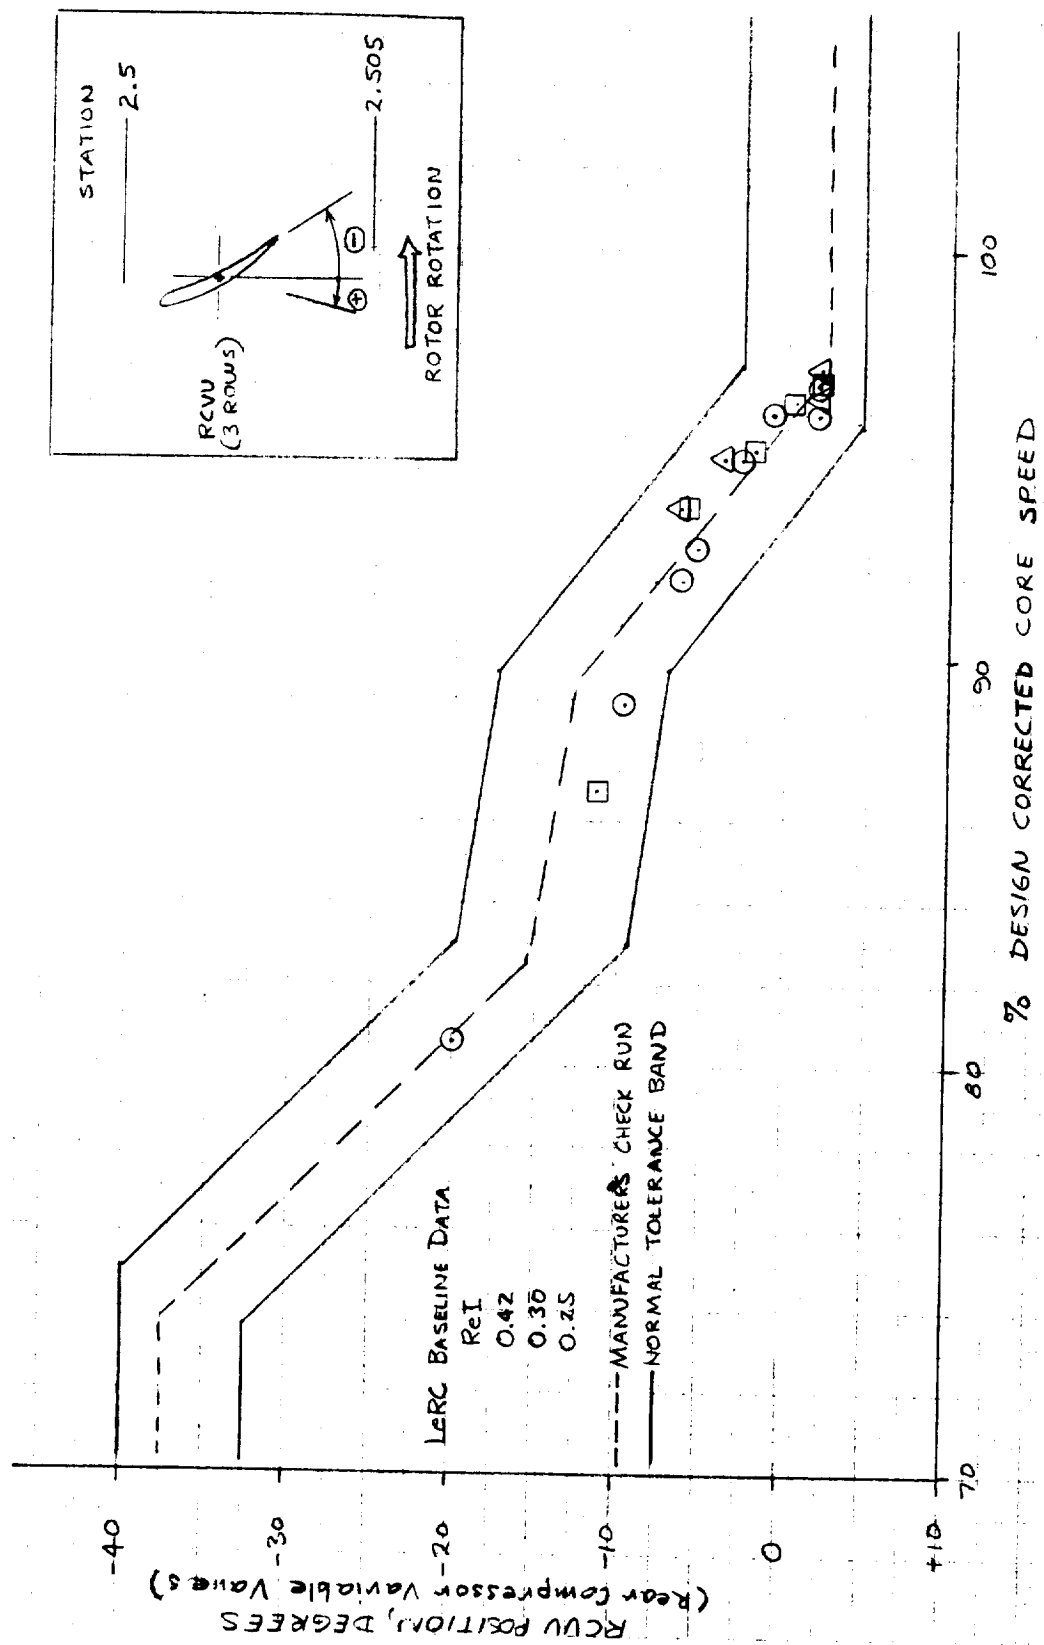 RCVV POSITION, DEGREES
(Rear Compressor Variable Vanes)
-40
-30
-20
-10
0
+10
70
80
90
100
% DESIGN CORRECTED CORE SPEED
LeRC BASELINE DATA
ReI
0.42
0.30
0.25
MANUFACTURERS CHECK RUN
NORMAL TOLERANCE BAND
STATION
2.5
RCVV
(3 ROWS)
+
-
2.505
ROTOR ROTATION